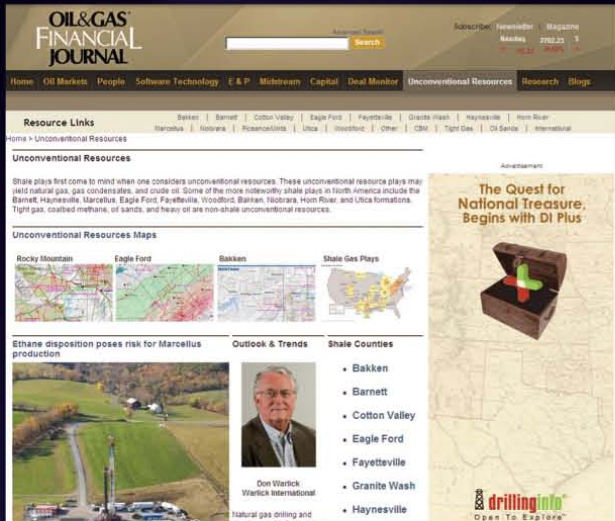 OIL&GAS
FINANCIAL
JOURNAL
Advanced Search
Search
Subscribe: Newsletter | Magazine
Nasdaq 2702.21
Home Oil Markets People Software Technology E & P Midstream Capital Deal Monitor Unconventional Resources Research Blogs
Resource Links
Bakken | Barnett | Cotton Valley | Eagle Ford | Fayetteville | Granite Wash | Haynesville | Horn River
Marcellus | Niobrara | Piceance/Uinta | Utica | Woodford | Other | CBM | Tight Gas | Oil Sands | International
Home > Unconventional Resources
Unconventional Resources
Shale plays first come to mind when one considers unconventional resources. These unconventional resource plays may
yield natural gas, gas condensates, and crude oil. Some of the more noteworthy shale plays in North America include the
Barnett, Haynesville, Marcellus, Eagle Ford, Fayetteville, Woodford, Bakken, Niobrara, Horn River, and Utica formations.
Tight gas, coalbed methane, oil sands, and heavy oil are non-shale unconventional resources.
Unconventional Resources Maps
Rocky Mountain Eagle Ford Bakken Shale Gas Plays
Ethane disposition poses risk for Marcellus
production
Outlook & Trends
Don Warlick
Warlick International
Natural gas drilling and
Shale Counties
• Bakken
• Barnett
• Cotton Valley
• Eagle Ford
• Fayetteville
• Granite Wash
• Haynesville
Advertisement
The Quest for
National Treasure,
Begins with DI Plus
drillinginfo
Open To Explore